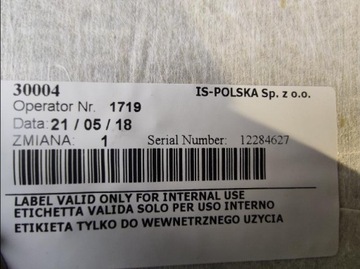 30004 IS-POLSKA Sp. z o.o.
Operator Nr. 1719
Data: 21 / 05 / 18
ZMIANA: 1 Serial Number: 12284627
LABEL VALID ONLY FOR INTERNAL USE
ETICHETTA VALIDA SOLO PER USO INTERNO
ETIKIETA TYLKO DO WEWNETRZNEGO UZYCIA